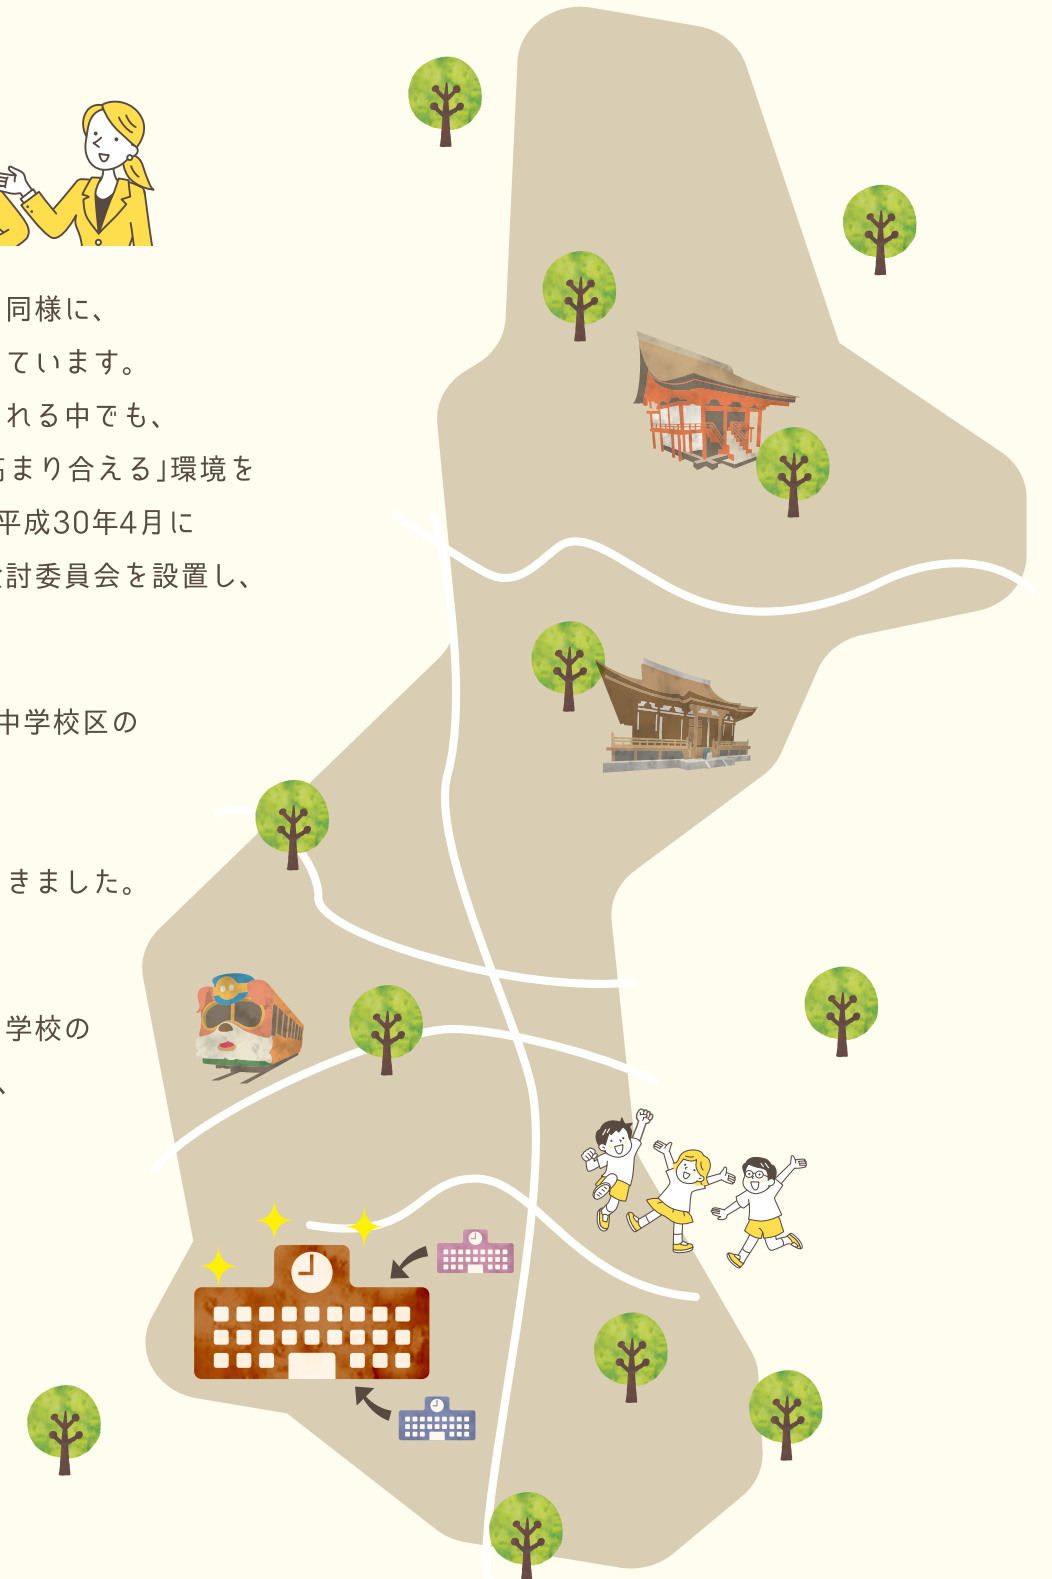 同様に、
ています。
れる中でも、
まり合える」環境を
平成30年4月に
討委員会を設置し、
中学校区の
きました。
学校の
、